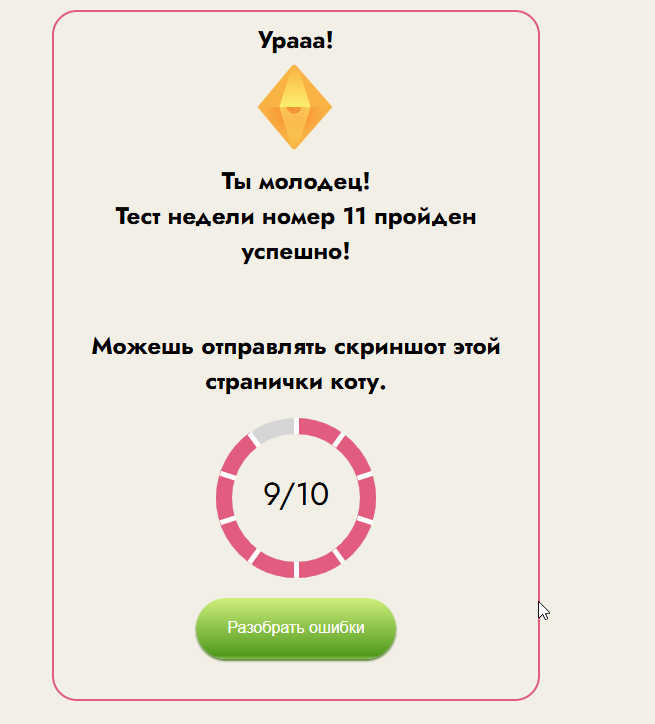 Урааа!
Ты молодец!
Тест недели номер 11 пройден
успешно!
Можешь отправлять скриншот этой
странички коту.
9/10
Разобрать ошибки